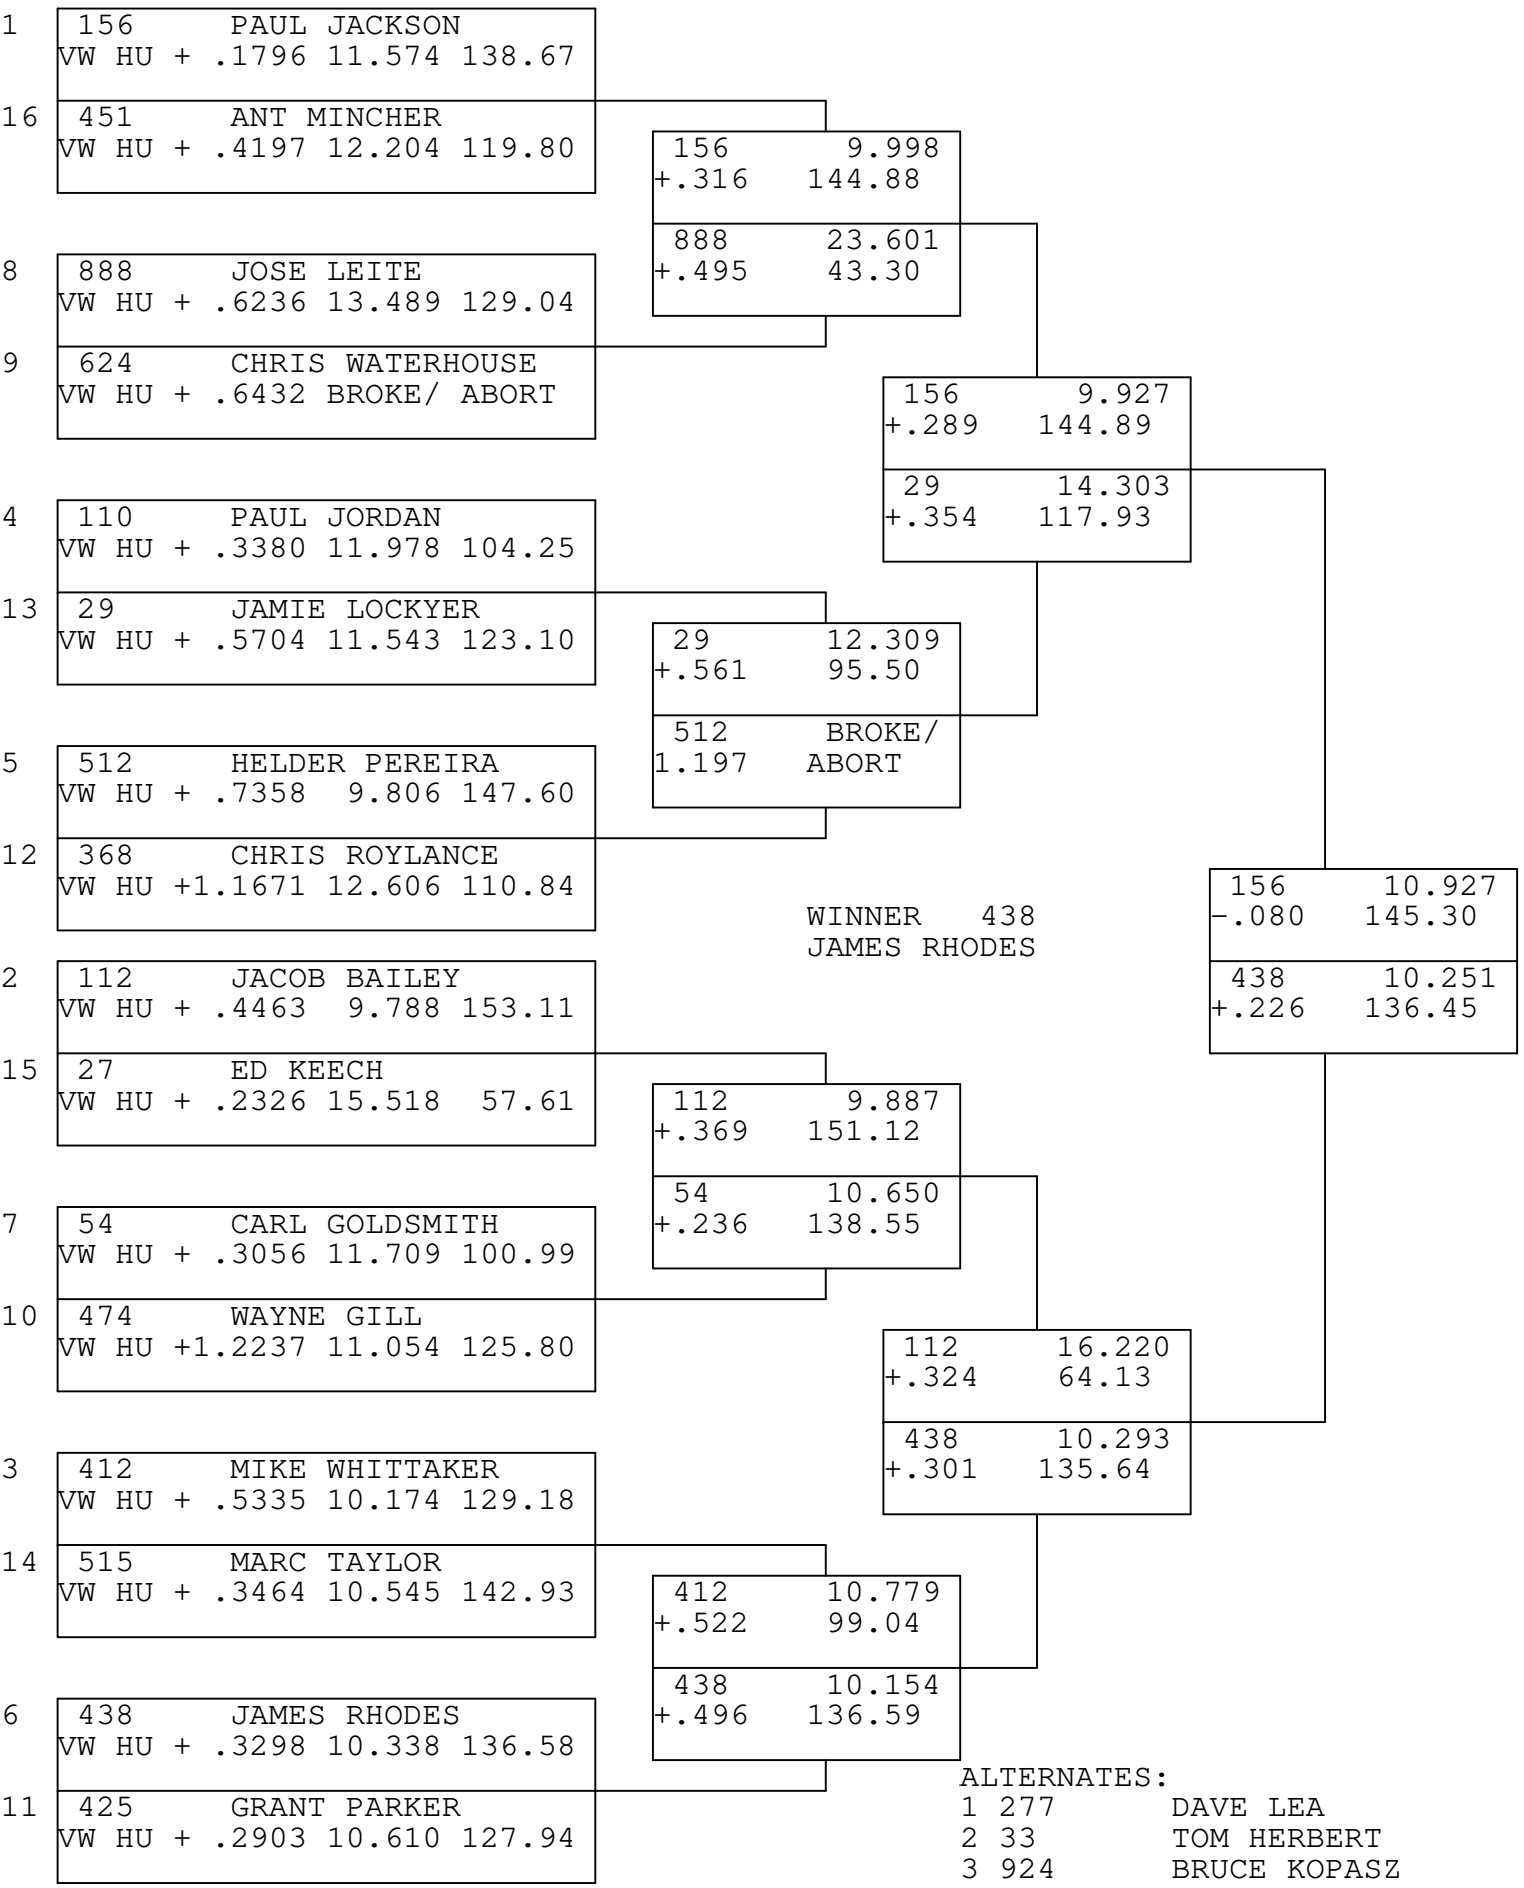 1 156 PAUL JACKSON
VW HU + .1796 11.574 138.67
16 451 ANT MINCHER
VW HU + .4197 12.204 119.80
8 888 JOSE LEITE
VW HU + .6236 13.489 129.04
9 624 CHRIS WATERHOUSE
VW HU + .6432 BROKE/ ABORT
4 110 PAUL JORDAN
VW HU + .3380 11.978 104.25
13 29 JAMIE LOCKYER
VW HU + .5704 11.543 123.10
5 512 HELDER PEREIRA
VW HU + .7358 9.806 147.60
12 368 CHRIS ROYLANCE
VW HU +1.1671 12.606 110.84
2 112 JACOB BAILEY
VW HU + .4463 9.788 153.11
15 27 ED KEECH
VW HU + .2326 15.518 57.61
7 54 CARL GOLDSMITH
VW HU + .3056 11.709 100.99
10 474 WAYNE GILL
VW HU +1.2237 11.054 125.80
3 412 MIKE WHITTAKER
VW HU + .5335 10.174 129.18
14 515 MARC TAYLOR
VW HU + .3464 10.545 142.93
6 438 JAMES RHODES
VW HU + .3298 10.338 136.58
11 425 GRANT PARKER
VW HU + .2903 10.610 127.94
156 9.998
+.316 144.88
888 23.601
+.495 43.30
29 12.309
+.561 95.50
512 BROKE/
1.197 ABORT
112 9.887
+.369 151.12
54 10.650
+.236 138.55
412 10.779
+.522 99.04
438 10.154
+.496 136.59
156 9.927
+.289 144.89
29 14.303
+.354 117.93
112 16.220
+.324 64.13
438 10.293
+.301 135.64
156 10.927
-.080 145.30
438 10.251
+.226 136.45
WINNER 438
JAMES RHODES
ALTERNATES:
1 277 DAVE LEA
2 33 TOM HERBERT
3 924 BRUCE KOPASZ